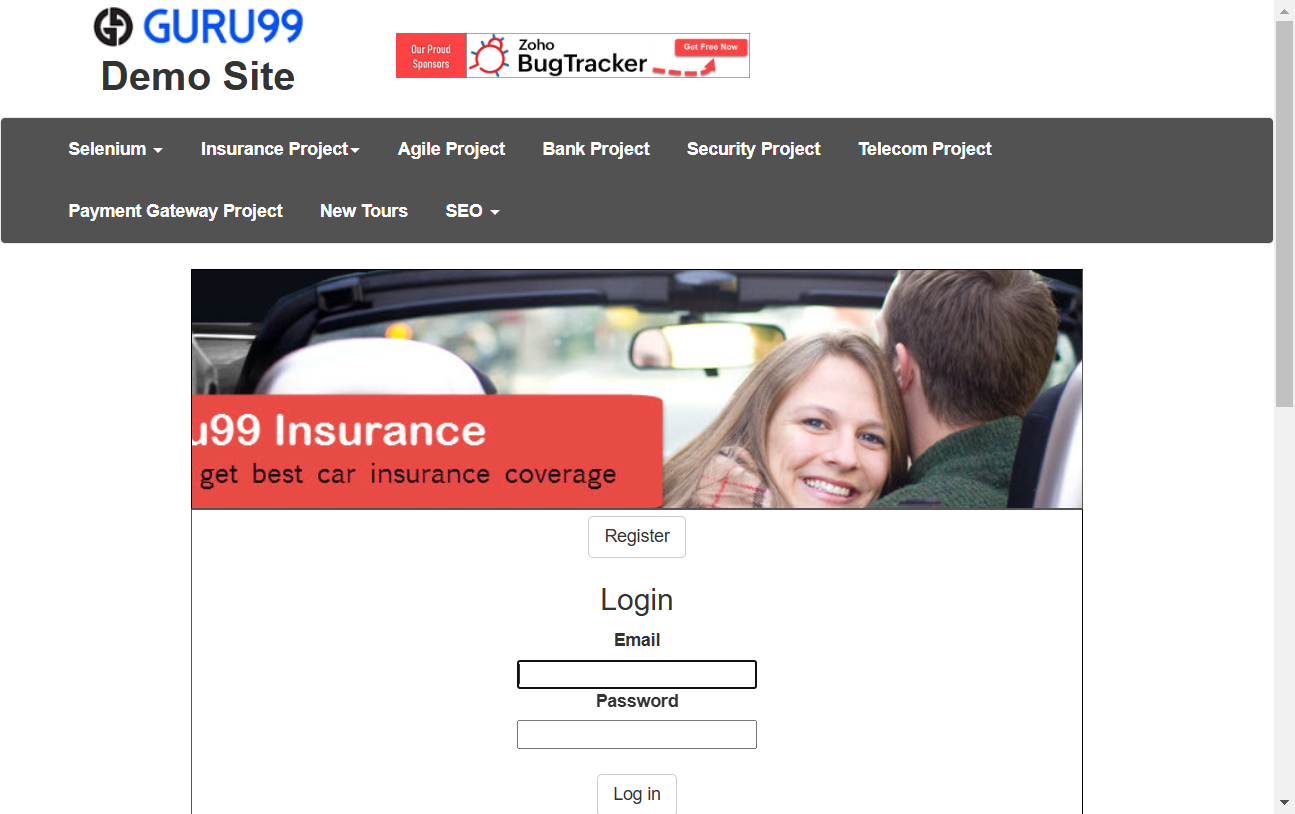 GURU99
Demo Site
Our Proud
Sponsors
Zoho
BugTracker
Get Free Now
Selenium
Insurance Project
Agile Project
Bank Project
Security Project
Telecom Project
Payment Gateway Project
New Tours
SEO
u99 Insurance
get best car insurance coverage
Register
Login
Email
Password
Log in